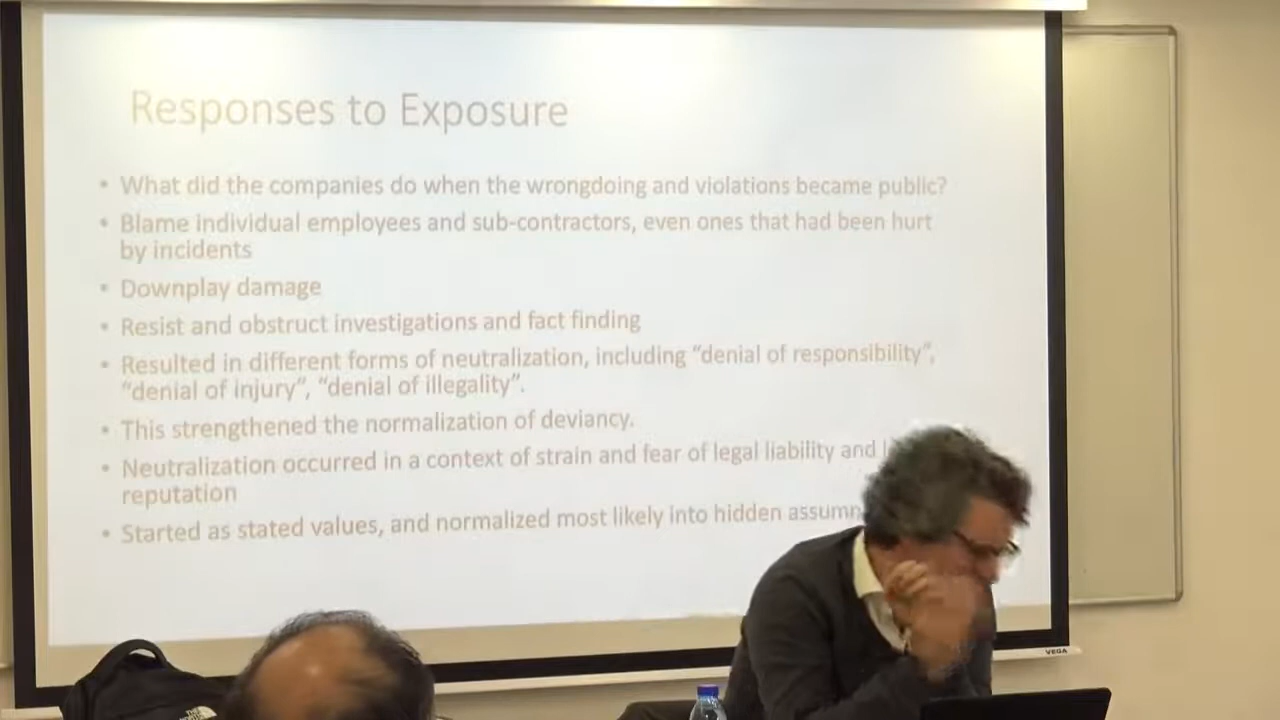 Responses to Exposure
• What did the companies do when the wrongdoing and violations became public?
• Blame individual employees and sub-contractors, even ones that had been hurt
by incidents
• Downplay damage
• Resist and obstruct investigations and fact finding
• Resulted in different forms of neutralization, including “denial of responsibility”,
“denial of injury”, “denial of illegality”.
• This strengthened the normalization of deviancy.
• Neutralization occurred in a context of strain and fear of legal liability and
reputation
• Started as stated values, and normalized most likely into hidden
VEGA